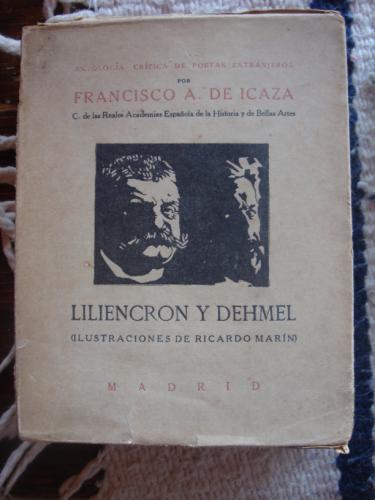 ANTOLOGÍA CRÍTICA DE POETAS EXTRANJEROS
POR
FRANCISCO A. DE ICAZA
C. de las Reales Academias Española de la Historia y de Bellas Artes
LILIENCRON Y DEHMEL
(ILUSTRACIONES DE RICARDO MARÍN)
MADRID